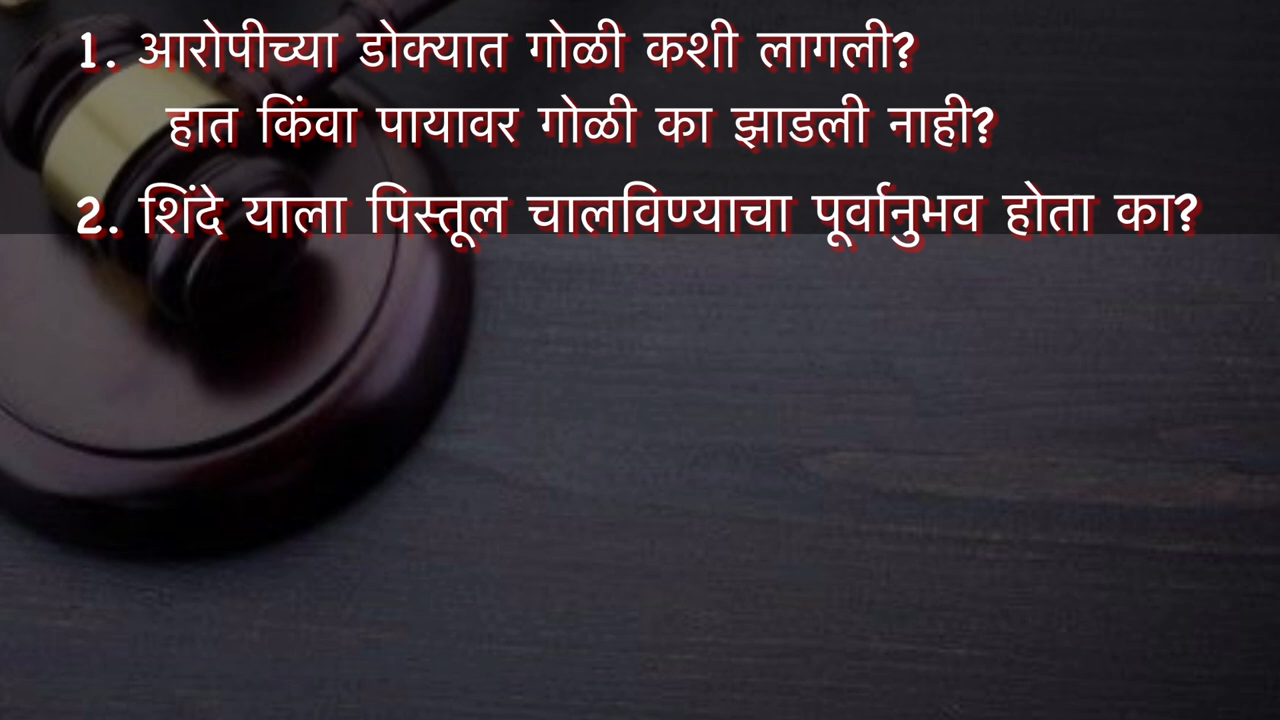 1. आरोपीच्या डोक्यात गोळी कशी लागली?
हात किंवा पायावर गोळी का झाडली नाही?
2. शिंदे याला पिस्तूल चालविण्याचा पूर्वानुभव होता का?